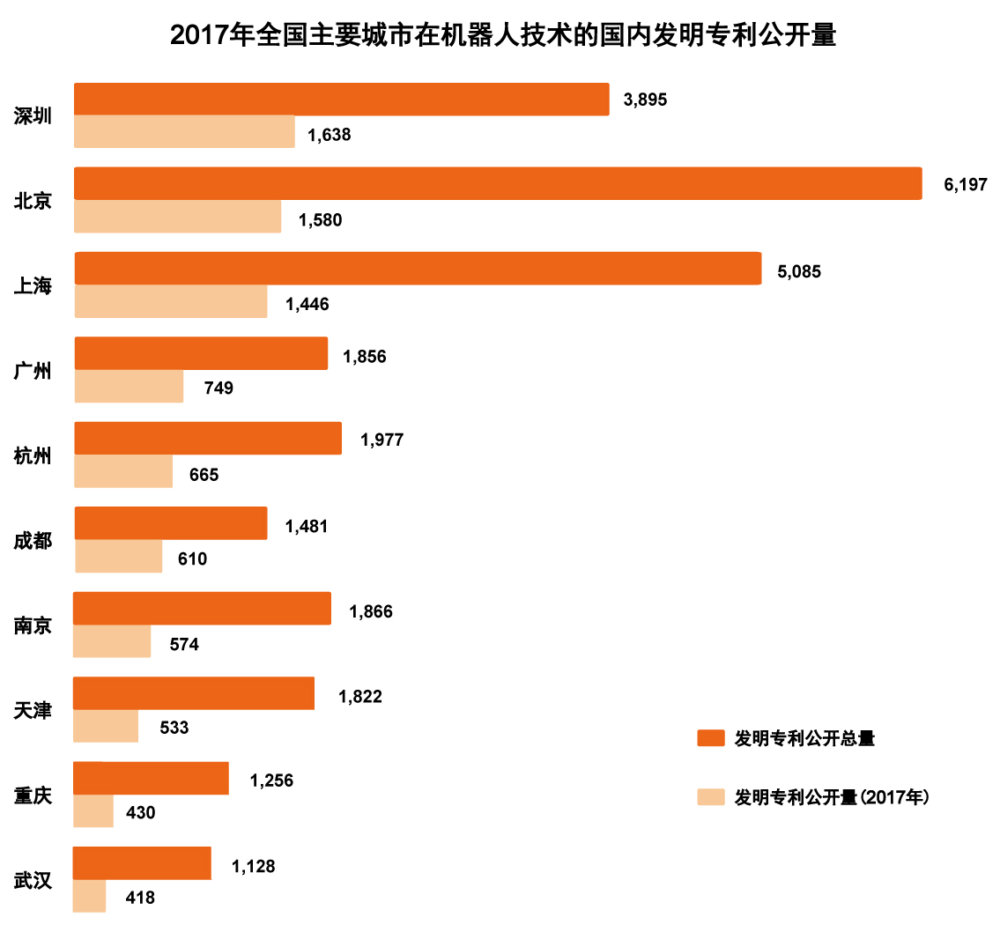 2017年全国主要城市在机器人技术的国内发明专利公开量
深圳
3,895
1,638
北京
6,197
1,580
上海
5,085
1,446
广州
1,856
749
杭州
1,977
665
成都
1,481
610
南京
1,866
574
天津
1,822
533
重庆
1,256
430
武汉
1,128
418
发明专利公开总量
发明专利公开量(2017年)